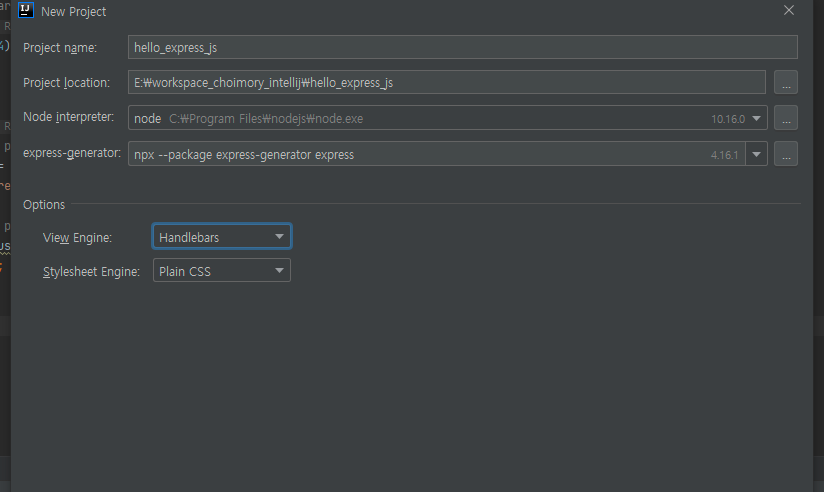 IJ New Project
Project name: hello_express_js
Project location: E:₩workspace_choimory_intellij₩hello_express_js ...
Node interpreter: node C:₩Program Files₩nodejs₩node.exe 10.16.0 ...
express-generator: npx --package express-generator express 4.16.1 ...
Options
View Engine: Handlebars
Stylesheet Engine: Plain CSS